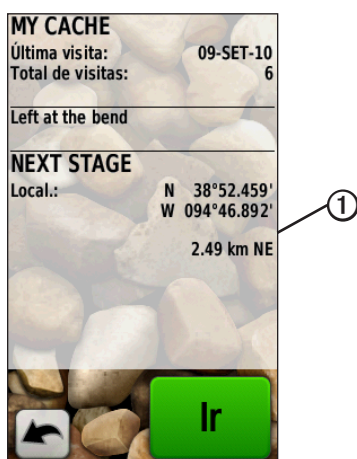 MY CACHE
Última visita: 09-SET-10
Total de visitas: 6
Left at the bend
NEXT STAGE
Local.: N 38°52.459'
W 094°46.892'
2.49 km NE
①
Ir